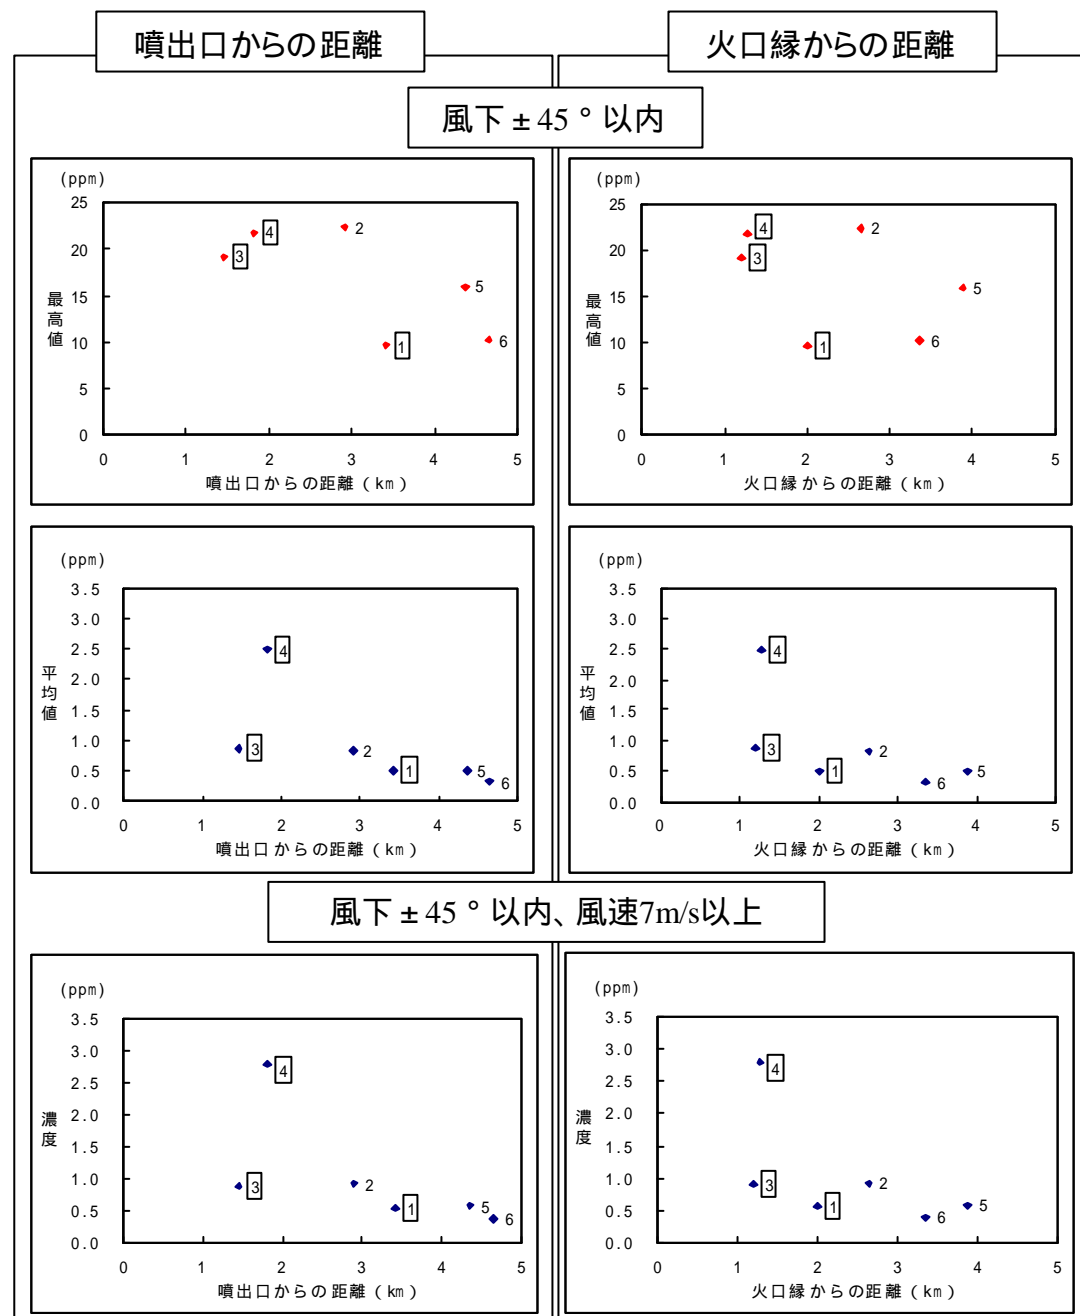 噴出口からの距離
火口縁からの距離
風下±45°以内
(ppm)
25
20
15
10
5
0
最高値
4
3
2
5
1
6
0 1 2 3 4 5
噴出口からの距離(km)
(ppm)
25
20
15
10
5
0
最高値
4
3
2
5
1
6
0 1 2 3 4 5
火口縁からの距離(km)
(ppm)
3.5
3.0
2.5
2.0
1.5
1.0
0.5
0.0
平均値
4
3
2
1
5
6
0 1 2 3 4 5
噴出口からの距離(km)
(ppm)
3.5
3.0
2.5
2.0
1.5
1.0
0.5
0.0
平均値
4
3
1
2
6
5
0 1 2 3 4 5
火口縁からの距離(km)
風下±45°以内、風速7m/s以上
(ppm)
3.5
3.0
2.5
2.0
1.5
1.0
0.5
0.0
濃度
4
3
2
1
5
6
0 1 2 3 4 5
噴出口からの距離(km)
(ppm)
3.5
3.0
2.5
2.0
1.5
1.0
0.5
0.0
濃度
4
3
1
2
6
5
0 1 2 3 4 5
火口縁からの距離(km)